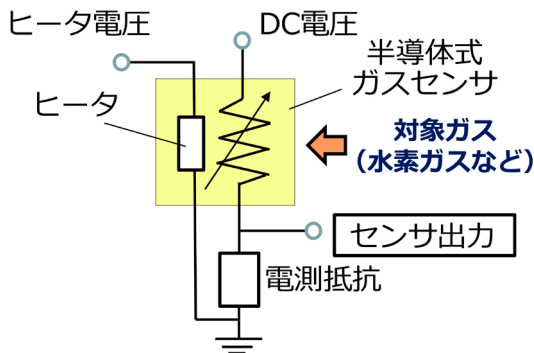 ヒータ電圧
DC電圧
半導体式
ガスセンサ
ヒータ
対象ガス
（水素ガスなど）
センサ出力
電測抵抗